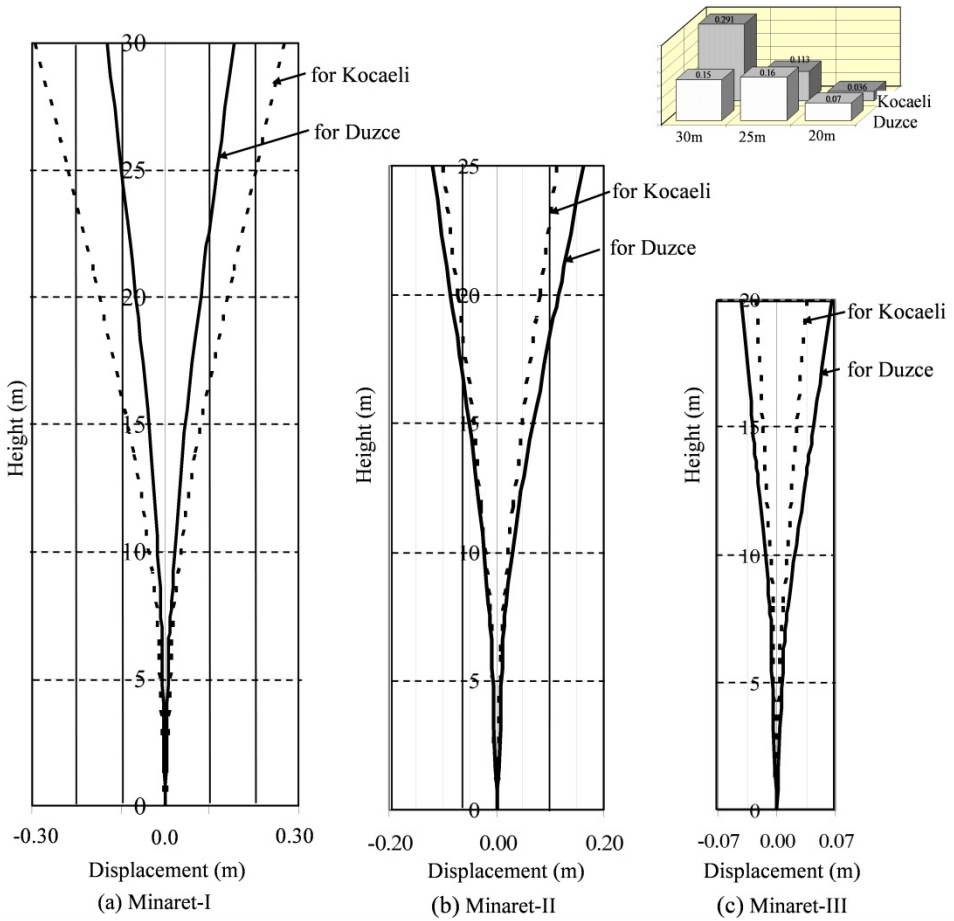 0.291
0.113
0.036
0.15
0.16
0.07
Kocaeli
Duzce
30m
25m
20m
Height (m)
30
25
20
15
10
5
0
for Kocaeli
for Duzce
-0.30
0.0
0.30
Displacement (m)
(a) Minaret-I
Height (m)
25
20
15
10
5
0
for Kocaeli
for Duzce
-0.20
0.00
0.20
Displacement (m)
(b) Minaret-II
Height (m)
20
15
10
5
0
for Kocaeli
for Duzce
-0.07
0.00
0.07
Displacement (m)
(c) Minaret-III